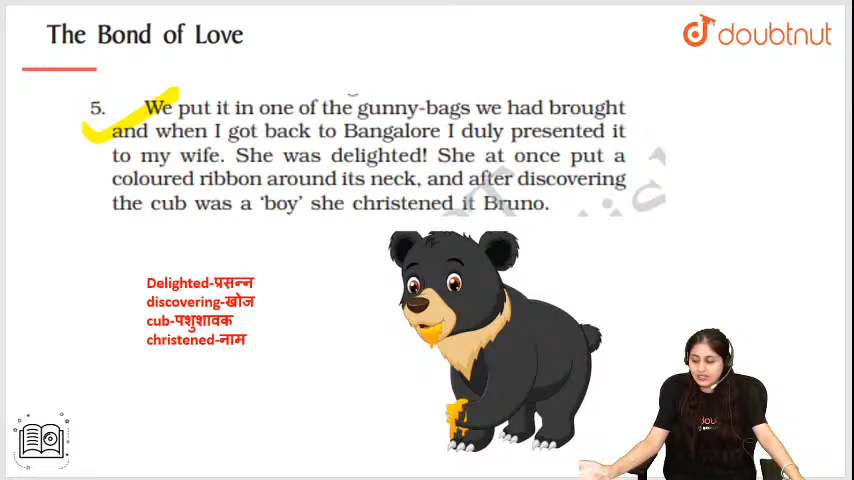 The Bond of Love
doubtnut
5. We put it in one of the gunny-bags we had brought
and when I got back to Bangalore I duly presented it
to my wife. She was delighted! She at once put a
coloured ribbon around its neck, and after discovering
the cub was a ‘boy’ she christened it Bruno.
Delighted-प्रसन्न
discovering-खोज
cub-पशुशावक
christened-नाम